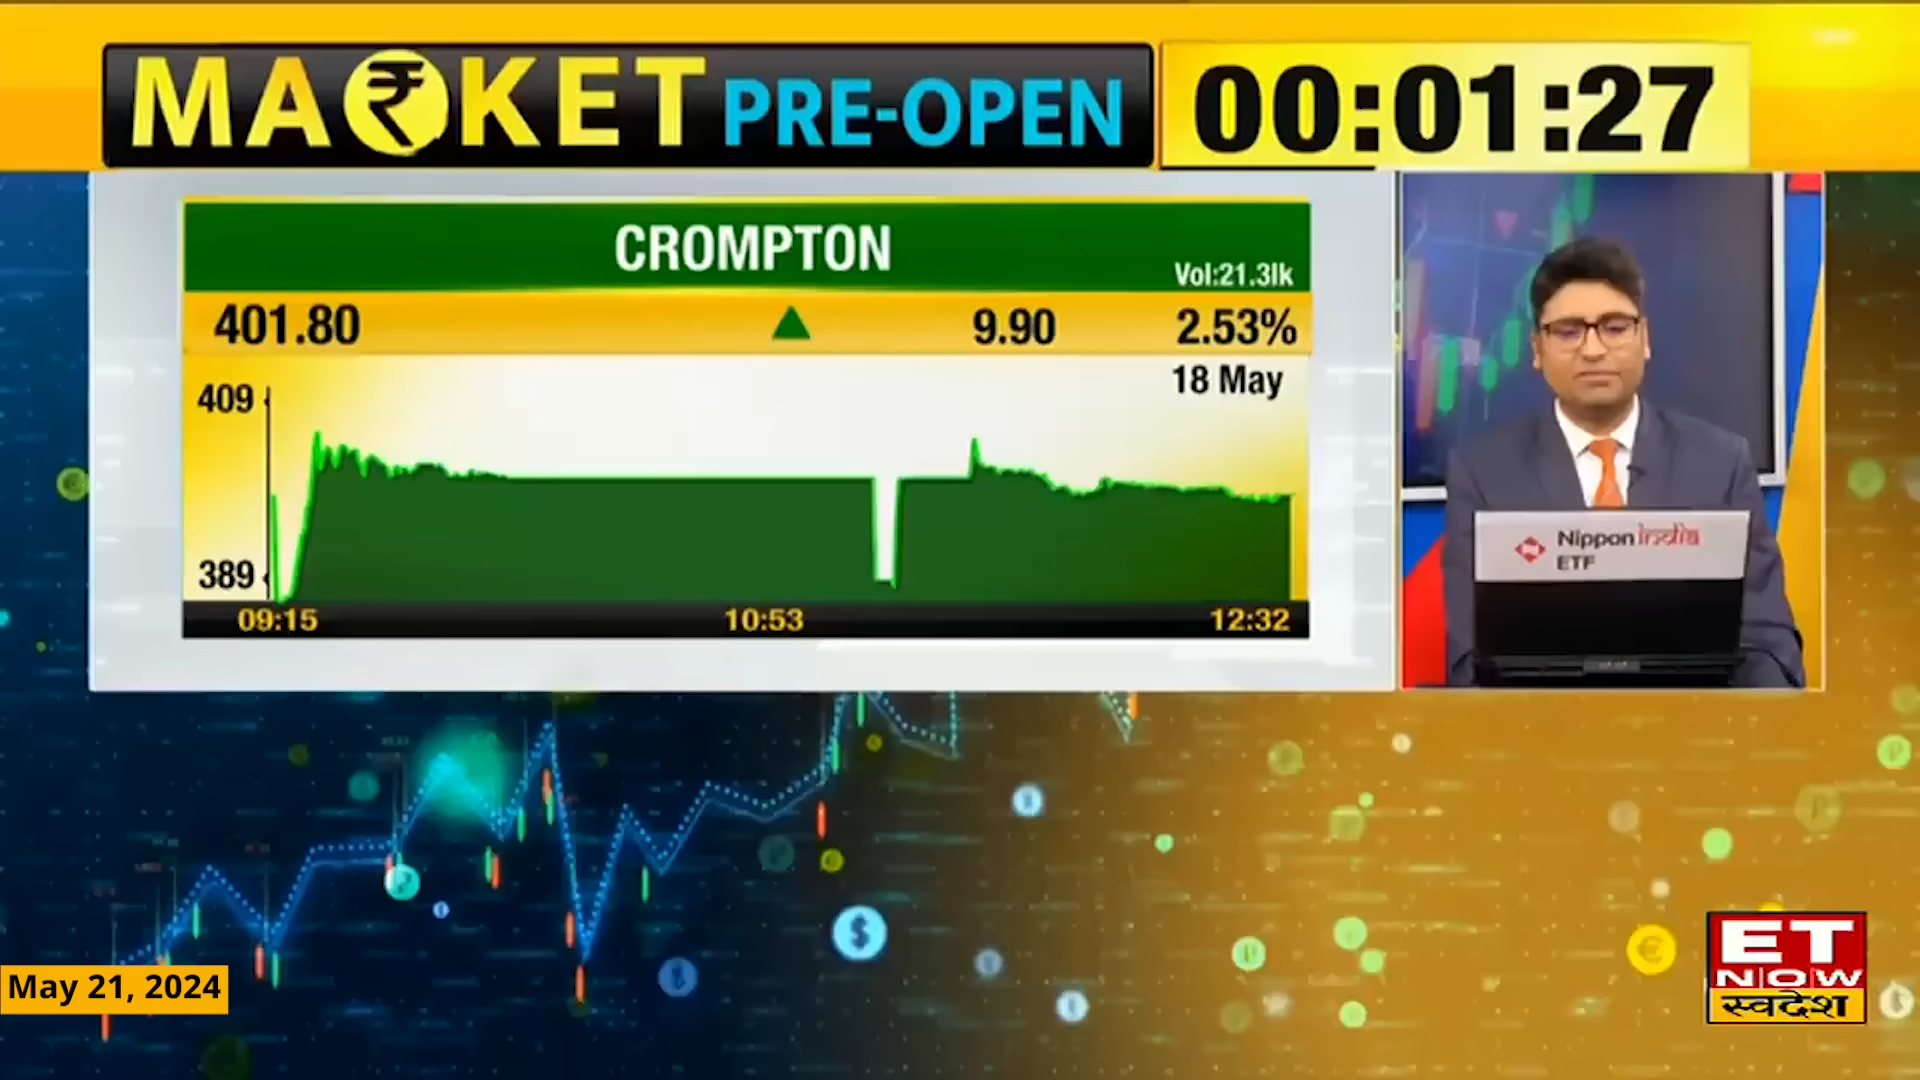 MA₹KET PRE-OPEN
00:01:27
CROMPTON
Vol:21.3lk
401.80 ▲ 9.90 2.53%
18 May
409
389
09:15 10:53 12:32
Nippon india
ETF
May 21, 2024
ET
NOW
स्वदेश